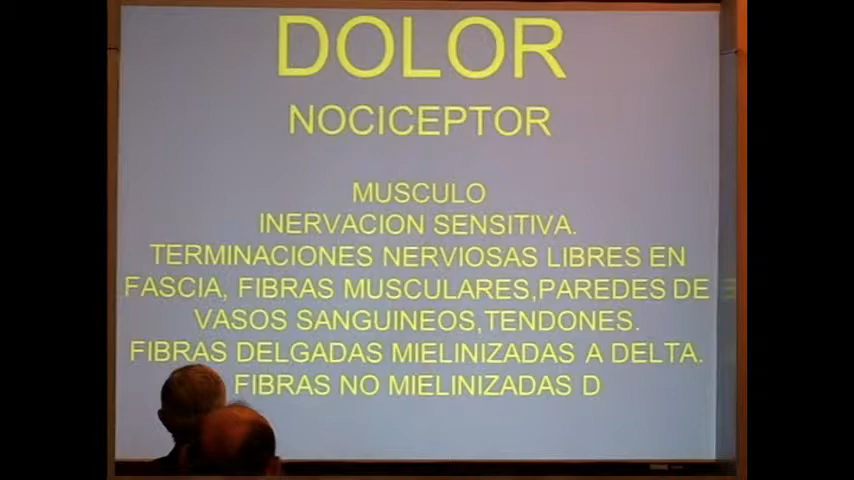 DOLOR
NOCICEPTOR
MUSCULO
INERVACION SENSITIVA.
TERMINACIONES NERVIOSAS LIBRES EN
FASCIA, FIBRAS MUSCULARES,PAREDES DE
VASOS SANGUINEOS,TENDONES.
FIBRAS DELGADAS MIELINIZADAS A DELTA.
FIBRAS NO MIELINIZADAS D